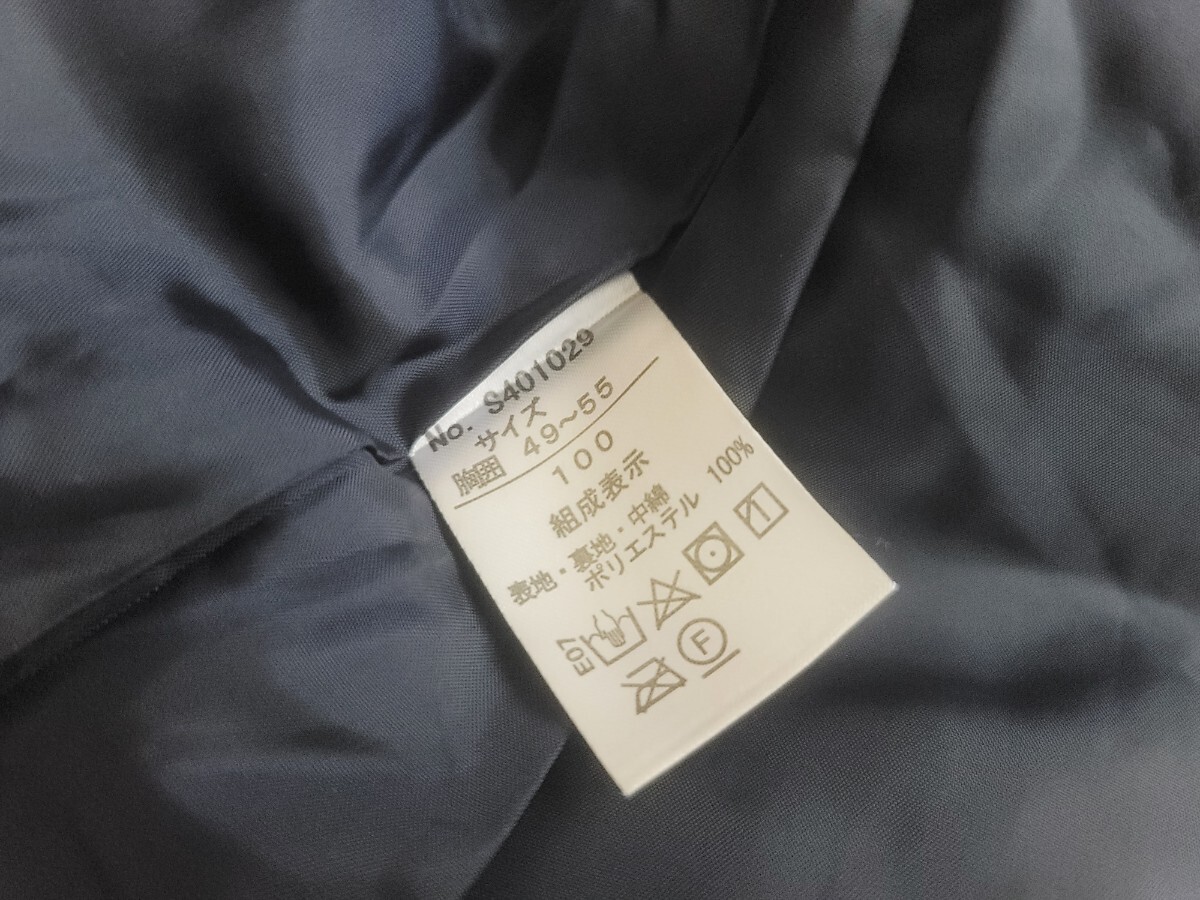 No. S401029
サイズ
胸囲 49～55
100
組成表示
表地・裏地・中綿
ポリエステル 100%
E07
F